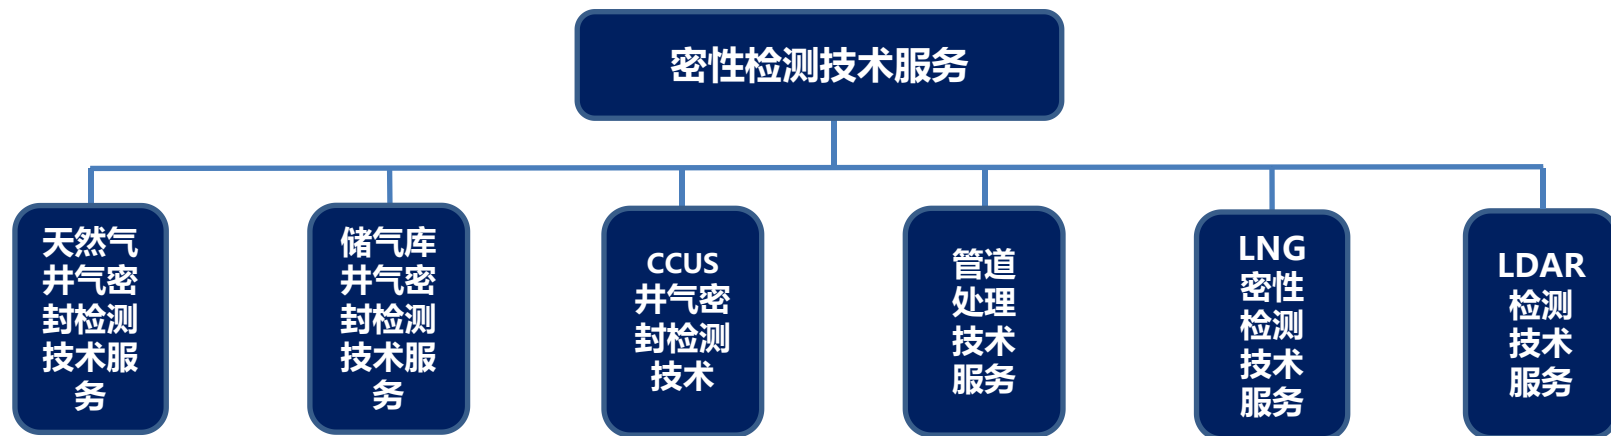 密性检测技术服务
天然气
井气密
封检测
技术服
务
储气库
井气密
封检测
技术服
务
CCUS
井气密
封检测
技术
管道
处理
技术
服务
LNG
密性
检测
技术
服务
LDAR
检测
技术
服务